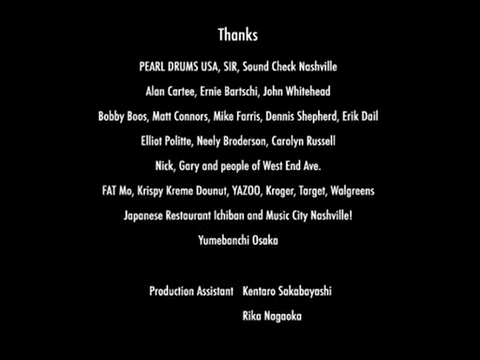 Thanks
PEARL DRUMS USA, SIR, Sound Check Nashville
Alan Cartee, Ernie Bartschi, John Whitehead
Bobby Boos, Matt Connors, Mike Farris, Dennis Shepherd, Erik Dail
Elliot Politte, Neely Broderson, Carolyn Russell
Nick, Gary and people of West End Ave.
FAT Mo, Krispy Kreme Dounut, YAZOO, Kroger, Target, Walgreens
Japanese Restaurant Ichiban and Music City Nashville!
Yumebanchi Osaka
Production Assistant Kentaro Sakabayashi
Rika Nagaoka